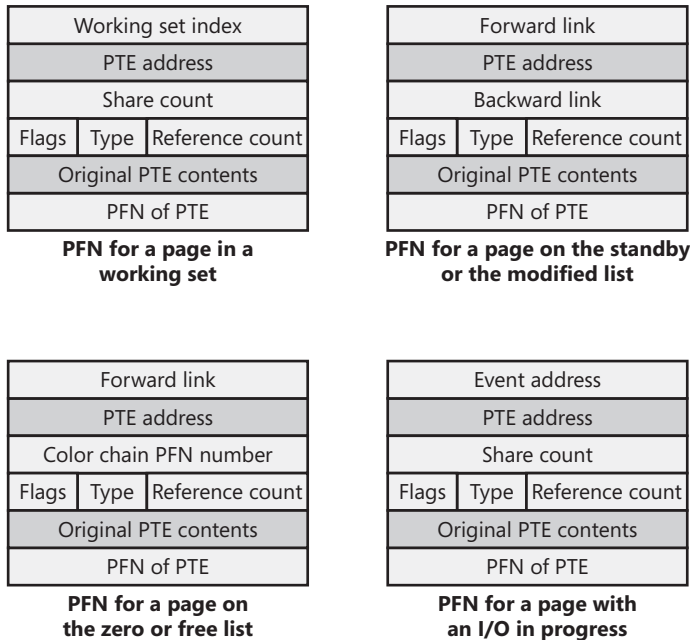 Working set index
PTE address
Share count
Flags Type Reference count
Original PTE contents
PFN of PTE
PFN for a page in a
working set
Forward link
PTE address
Backward link
Flags Type Reference count
Original PTE contents
PFN of PTE
PFN for a page on the standby
or the modified list
Forward link
PTE address
Color chain PFN number
Flags Type Reference count
Original PTE contents
PFN of PTE
PFN for a page on
the zero or free list
Event address
PTE address
Share count
Flags Type Reference count
Original PTE contents
PFN of PTE
PFN for a page with
an I/O in progress